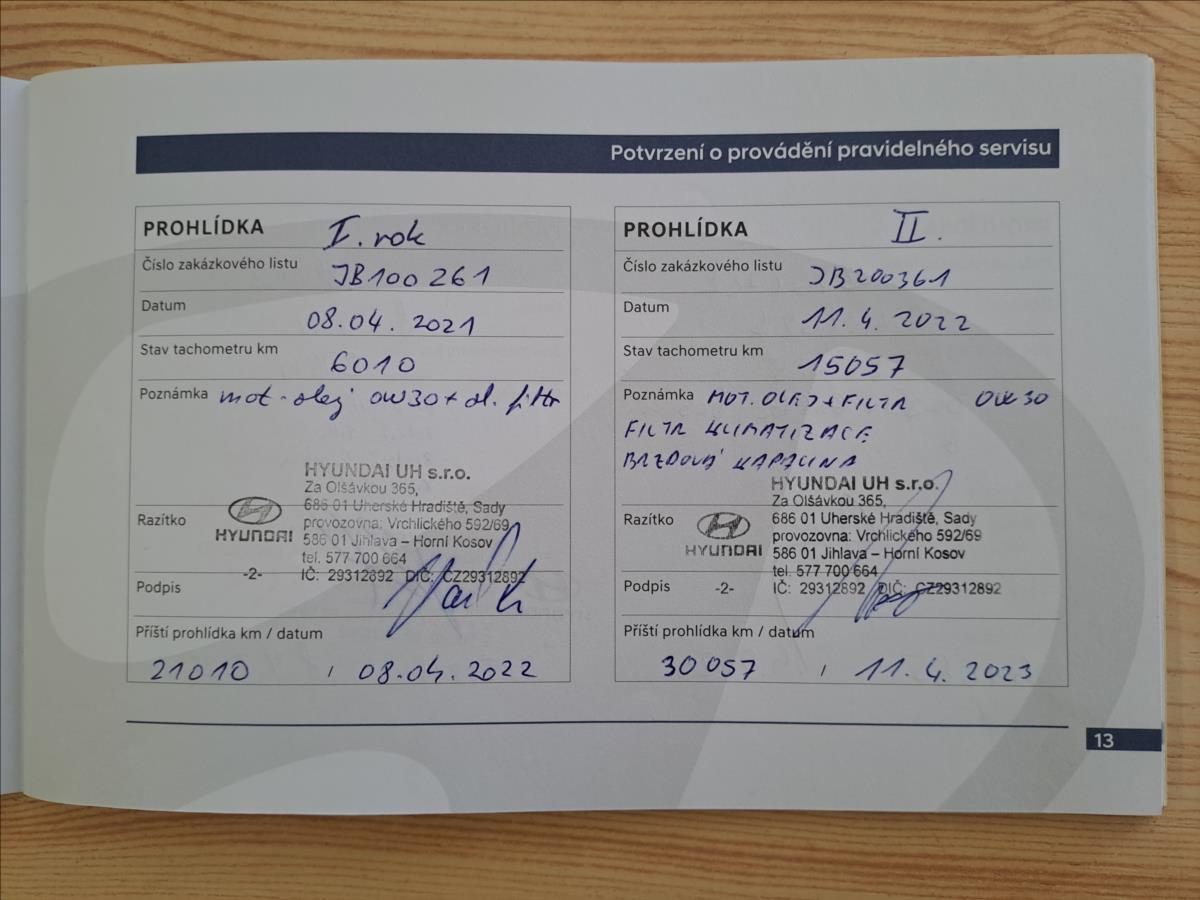 Potvrzení o provádění pravidelného servisu
PROHLÍDKA I. rok
Číslo zakázkového listu JB100261
Datum 08.04.2021
Stav tachometru km 6010
Poznámka mot-olej 0W30+ol. filtr
HYUNDAI UH s.r.o.
Za Olšávkou 365,
686 01 Uherské Hradiště, Sady
Razítko HYUNDAI provozovna: Vrchlického 592/69
586 01 Jihlava – Horní Kosov
tel. 577 700 664
-2- IČ: 29312892 DIČ: CZ29312892
Podpis
Příští prohlídka km / datum
21010 / 08.04.2022
PROHLÍDKA II.
Číslo zakázkového listu JB200361
Datum 11.4.2022
Stav tachometru km 15057
Poznámka MOT. OLEJ+FILTR 0W30
FILTR KLIMATIZACE
BRZDOVÁ KAPALINA
HYUNDAI UH s.r.o.
Za Olšávkou 365,
Razítko 686 01 Uherské Hradiště, Sady
provozovna: Vrchlického 592/69
HYUNDAI 586 01 Jihlava – Horní Kosov
tel. 577 700 664
Podpis -2- IČ: 29312892 DIČ: CZ29312892
Příští prohlídka km / datum
30057 / 11.4.2023
13